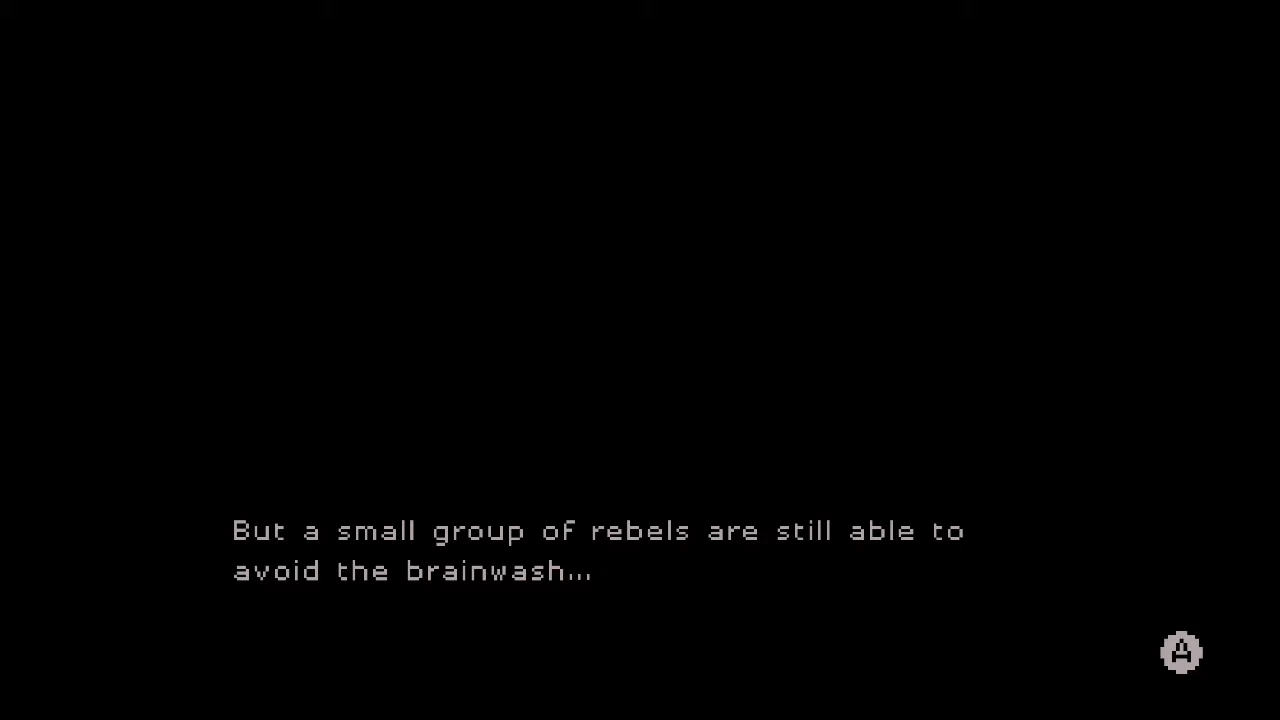 But a small group of rebels are still able to
avoid the brainwash...
A